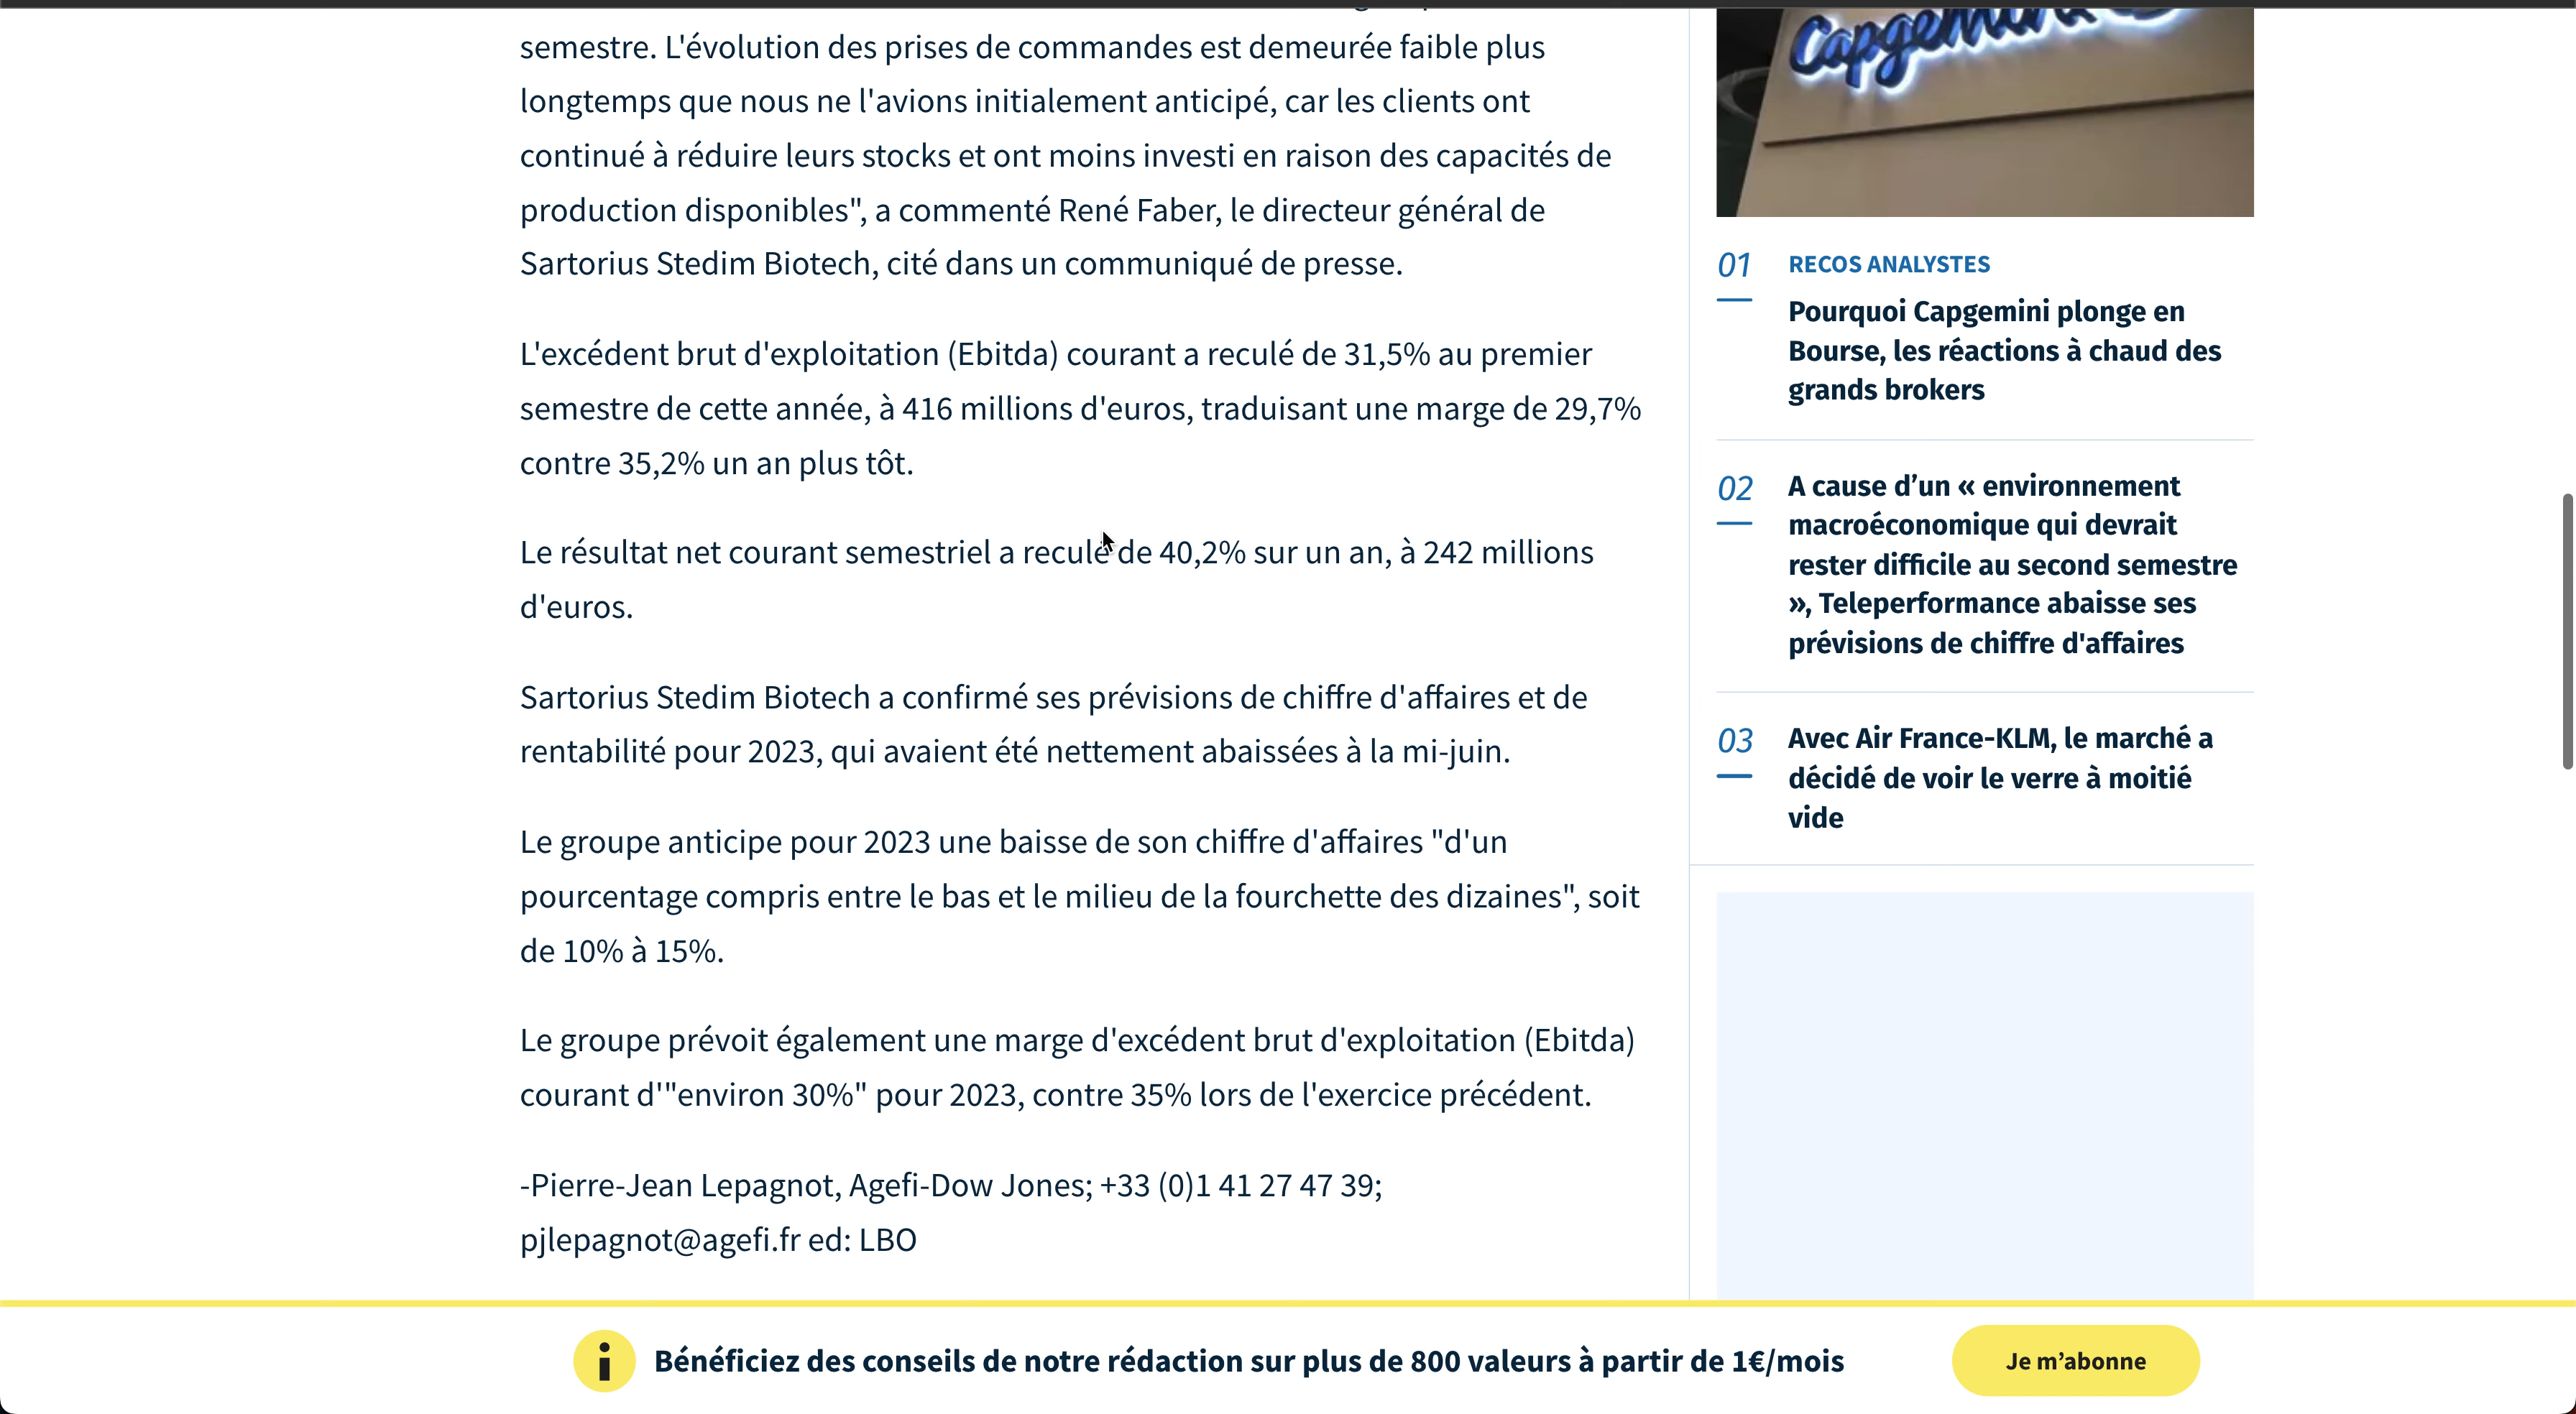 semestre. L'évolution des prises de commandes est demeurée faible plus
longtemps que nous ne l'avions initialement anticipé, car les clients ont
continué à réduire leurs stocks et ont moins investi en raison des capacités de
production disponibles", a commenté René Faber, le directeur général de
Sartorius Stedim Biotech, cité dans un communiqué de presse.
L'excédent brut d'exploitation (Ebitda) courant a reculé de 31,5% au premier
semestre de cette année, à 416 millions d'euros, traduisant une marge de 29,7%
contre 35,2% un an plus tôt.
Le résultat net courant semestriel a reculé de 40,2% sur un an, à 242 millions
d'euros.
Sartorius Stedim Biotech a confirmé ses prévisions de chiffre d'affaires et de
rentabilité pour 2023, qui avaient été nettement abaissées à la mi-juin.
Le groupe anticipe pour 2023 une baisse de son chiffre d'affaires "d'un
pourcentage compris entre le bas et le milieu de la fourchette des dizaines", soit
de 10% à 15%.
Le groupe prévoit également une marge d'excédent brut d'exploitation (Ebitda)
courant d'"environ 30%" pour 2023, contre 35% lors de l'exercice précédent.
-Pierre-Jean Lepagnot, Agefi-Dow Jones; +33 (0)1 41 27 47 39;
pjlepagnot@agefi.fr ed: LBO
Capgemini
01
RECOS ANALYSTES
Pourquoi Capgemini plonge en
Bourse, les réactions à chaud des
grands brokers
02
A cause d’un « environnement
macroéconomique qui devrait
rester difficile au second semestre
», Teleperformance abaisse ses
prévisions de chiffre d'affaires
03
Avec Air France-KLM, le marché a
décidé de voir le verre à moitié
vide
Bénéficiez des conseils de notre rédaction sur plus de 800 valeurs à partir de 1€/mois
Je m’abonne